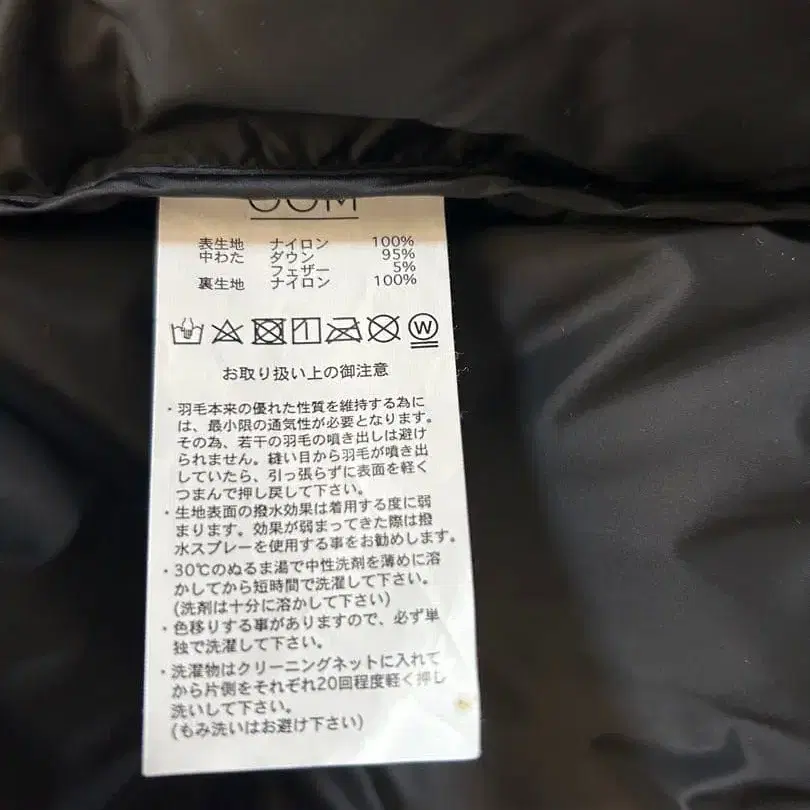 表生地 ナイロン 100%
中わた ダウン 95%
フェザー 5%
裏生地 ナイロン 100%
W
お取り扱い上の御注意
・羽毛本来の優れた性質を維持する為に
は、最小限の通気性が必要となります。
その為、若干の羽毛の噴き出しは避け
られません。縫い目から羽毛が噴き出
していたら、引っ張らずに表面を軽く
つまんで押し戻して下さい。
・生地表面の撥水効果は着用する度に弱
まります。効果が弱まってきた際は撥
水スプレーを使用する事をお勧めします。
・30℃のぬるま湯で中性洗剤を薄めに溶
かしてから短時間で洗濯して下さい。
(洗剤は十分に溶かして下さい)
・色移りする事がありますので、必ず単
独で洗濯して下さい。
・洗濯物はクリーニングネットに入れて
から片側をそれぞれ20回程度軽く押し
洗いして下さい。
(もみ洗いはお避け下さい)